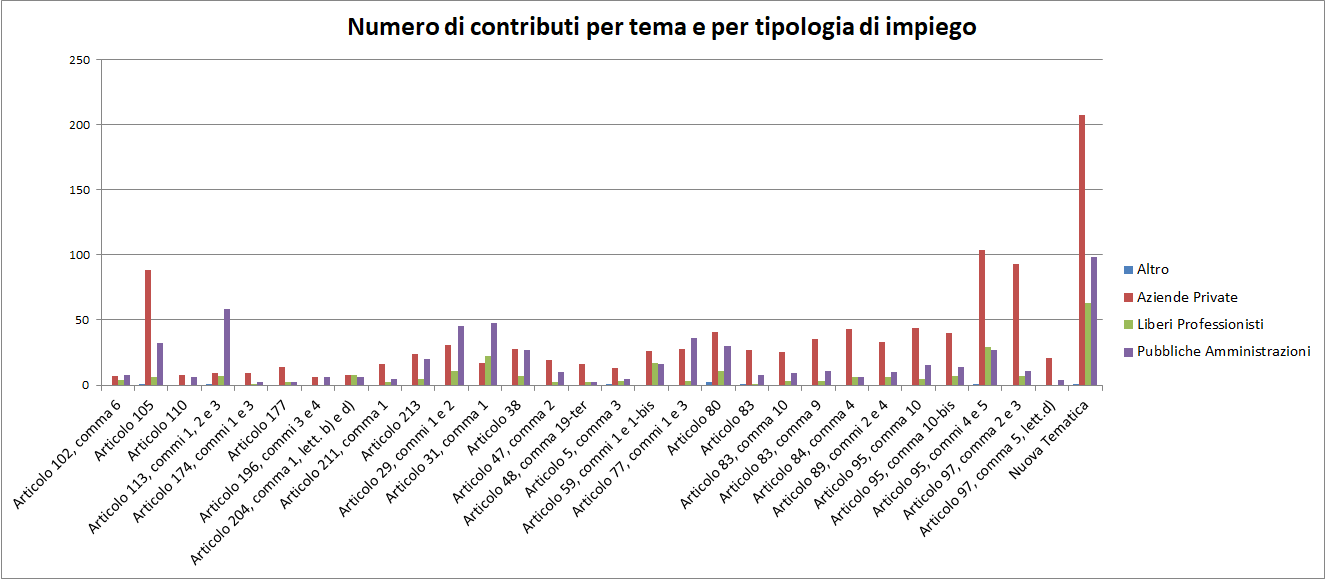 Numero di contributi per tema e per tipologia di impiego
250
200
150
100
50
0
Articolo 102, comma 6
Articolo 105
Articolo 110
Articolo 113, commi 1, 2 e 3
Articolo 174, commi 1 e 3
Articolo 177
Articolo 196, commi 3 e 4
Articolo 204, comma 1, lett. b) e d)
Articolo 211, comma 1
Articolo 213
Articolo 29, commi 1 e 2
Articolo 31, comma 1
Articolo 38
Articolo 47, comma 2
Articolo 48, comma 19-ter
Articolo 5, comma 3
Articolo 59, commi 1 e 1-bis
Articolo 77, commi 1 e 3
Articolo 80
Articolo 83
Articolo 83, comma 10
Articolo 83, comma 9
Articolo 84, comma 4
Articolo 89, commi 2 e 4
Articolo 95, comma 10
Articolo 95, comma 10-bis
Articolo 95, commi 4 e 5
Articolo 97, comma 2 e 3
Articolo 97, comma 5, lett.d)
Nuova Tematica
Altro
Aziende Private
Liberi Professionisti
Pubbliche Amministrazioni